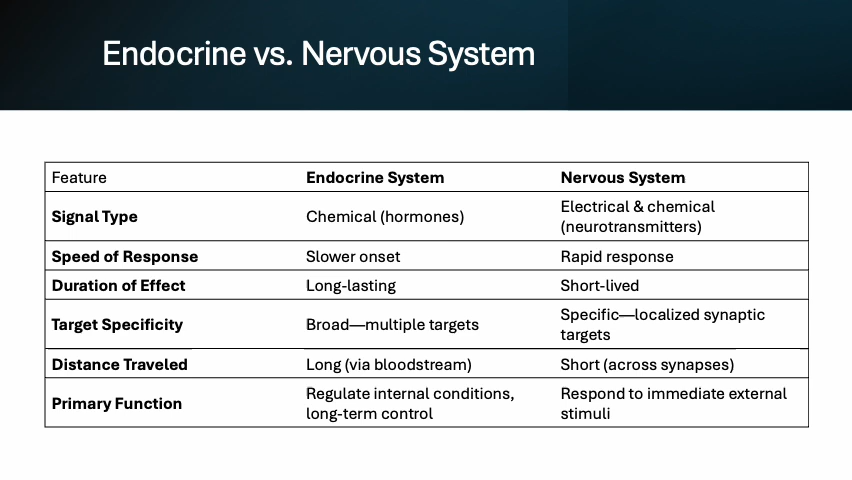 Endocrine vs. Nervous System
Feature Endocrine System Nervous System
Signal Type Chemical (hormones) Electrical & chemical
(neurotransmitters)
Speed of Response Slower onset Rapid response
Duration of Effect Long-lasting Short-lived
Target Specificity Broad—multiple targets Specific—localized synaptic
targets
Distance Traveled Long (via bloodstream) Short (across synapses)
Primary Function Regulate internal conditions,
long-term control Respond to immediate external
stimuli